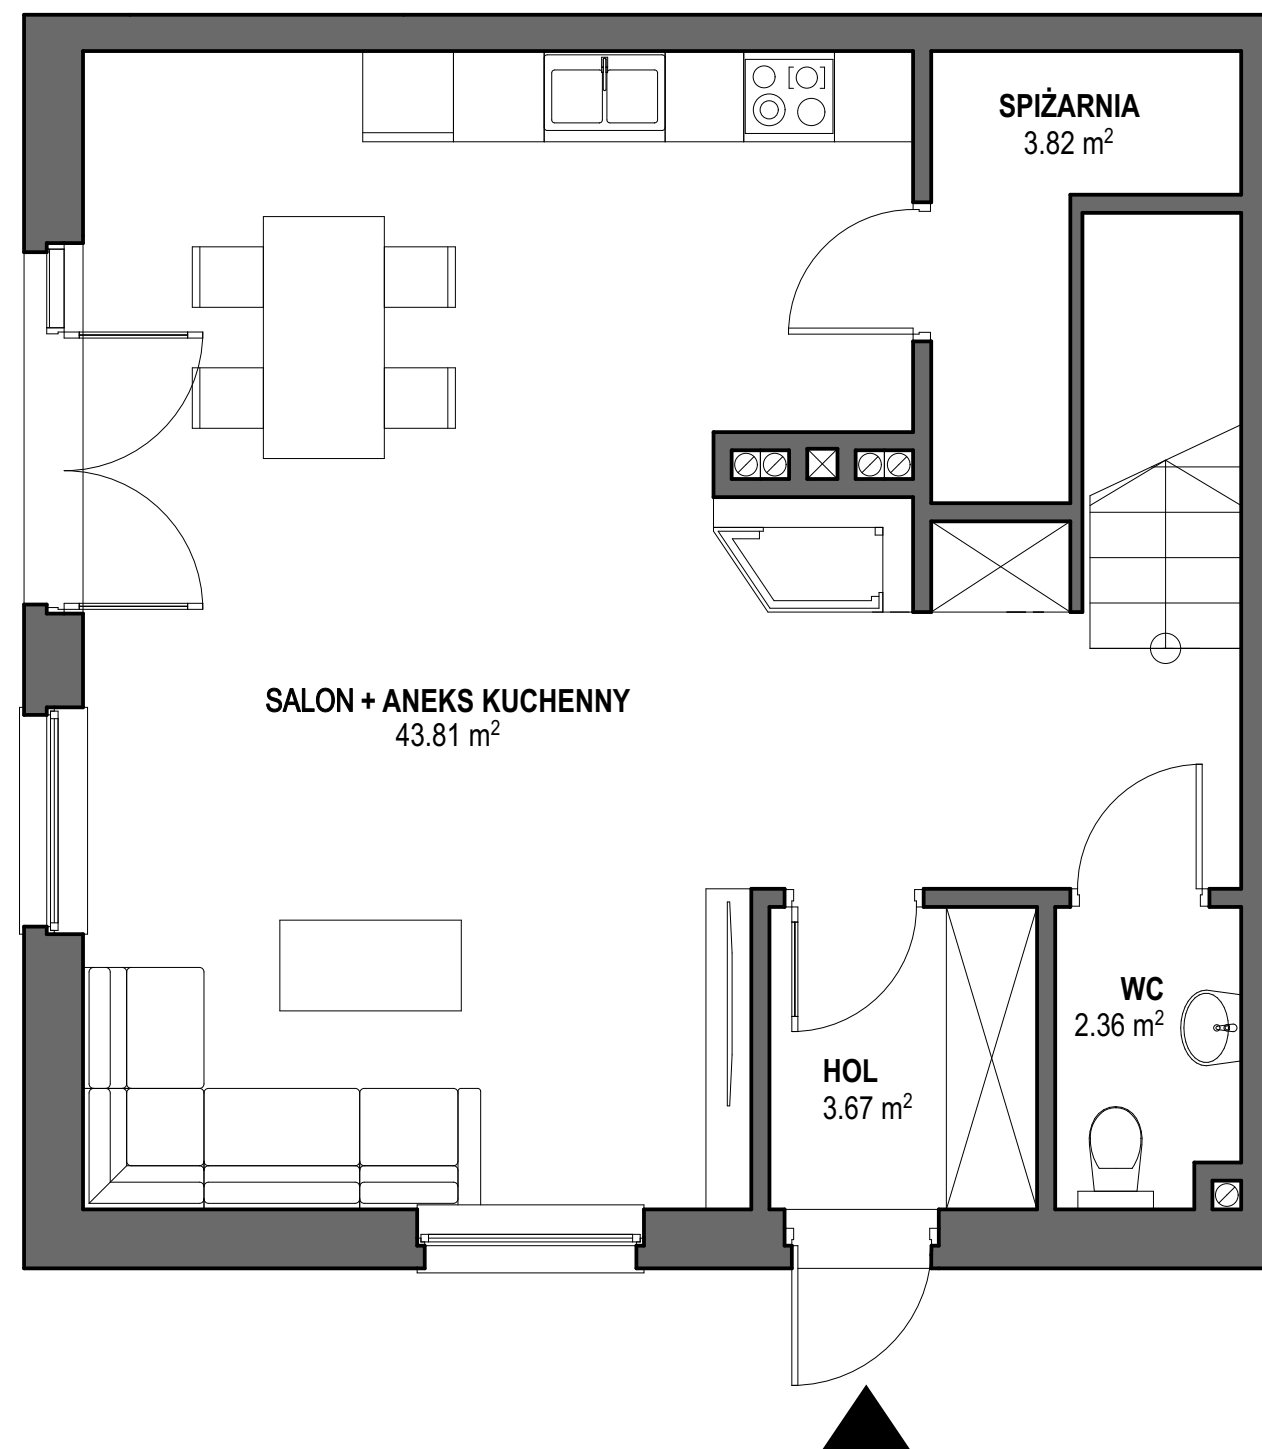 SPIŻARNIA
3.82 m²
SALON + ANEKS KUCHENNY
43.81 m²
WC
2.36 m²
HOL
3.67 m²